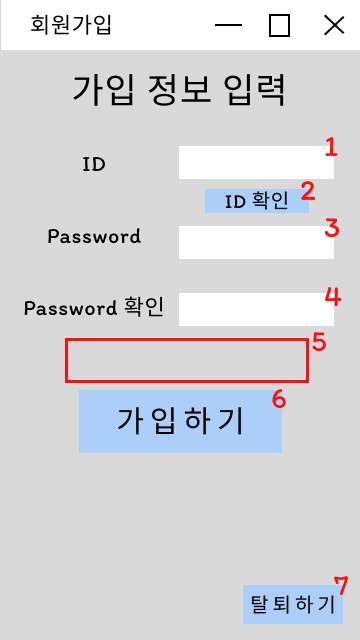 회원가입
가입 정보 입력
1
ID
2
ID 확인
3
Password
4
Password 확인
5
6
가입하기
7
탈퇴하기